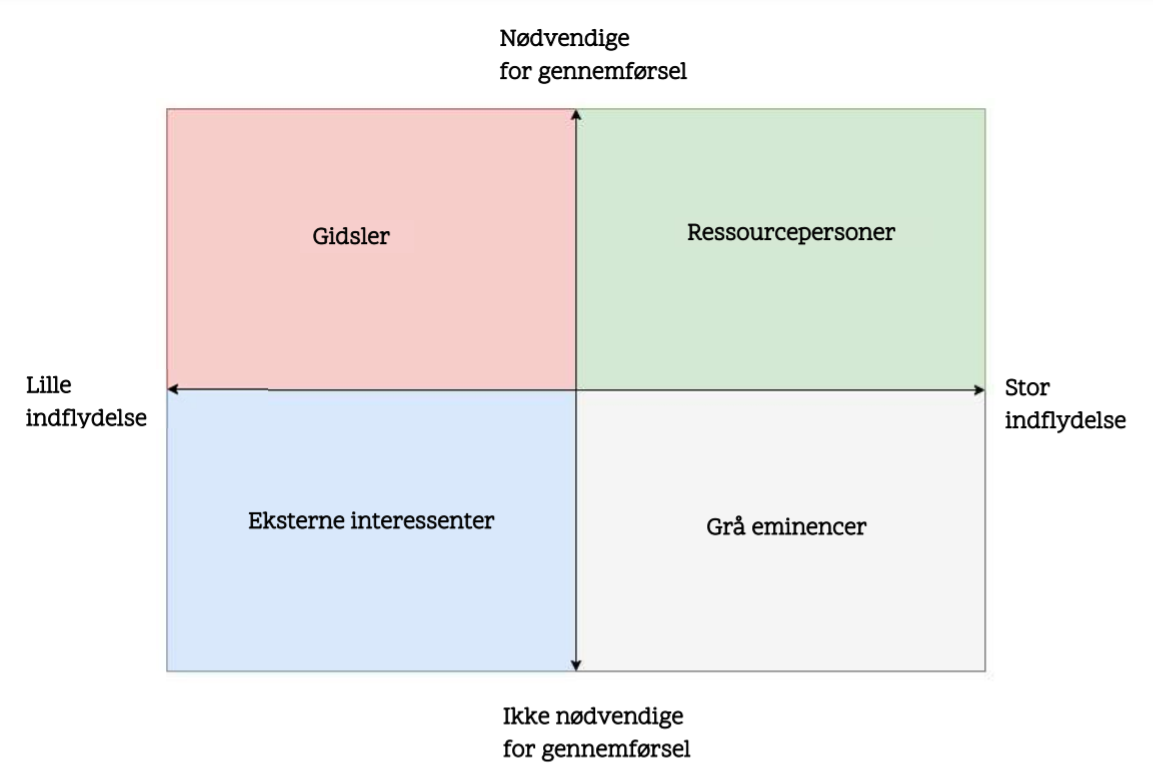 Nødvendige
for gennemførsel
Gidsler
Ressourcepersoner
Lille
indflydelse
Stor
indflydelse
Eksterne interessenter
Grå eminencer
Ikke nødvendige
for gennemførsel